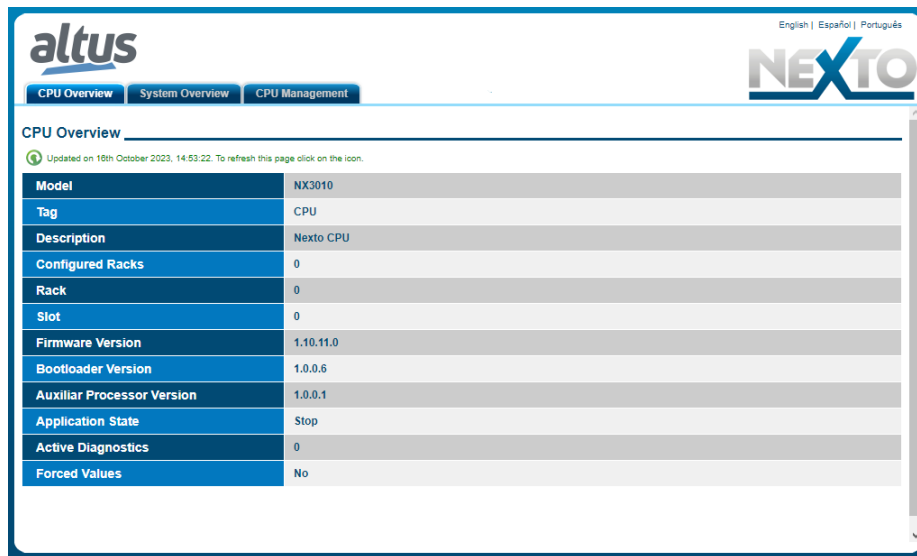 English | Español | Português
altus
NEXTO
CPU Overview System Overview CPU Management
CPU Overview
Updated on 16th October 2023, 14:53:22. To refresh this page click on the icon.
Model NX3010
Tag CPU
Description Nexto CPU
Configured Racks 0
Rack 0
Slot 0
Firmware Version 1.10.11.0
Bootloader Version 1.0.0.6
Auxiliar Processor Version 1.0.0.1
Application State Stop
Active Diagnostics 0
Forced Values No